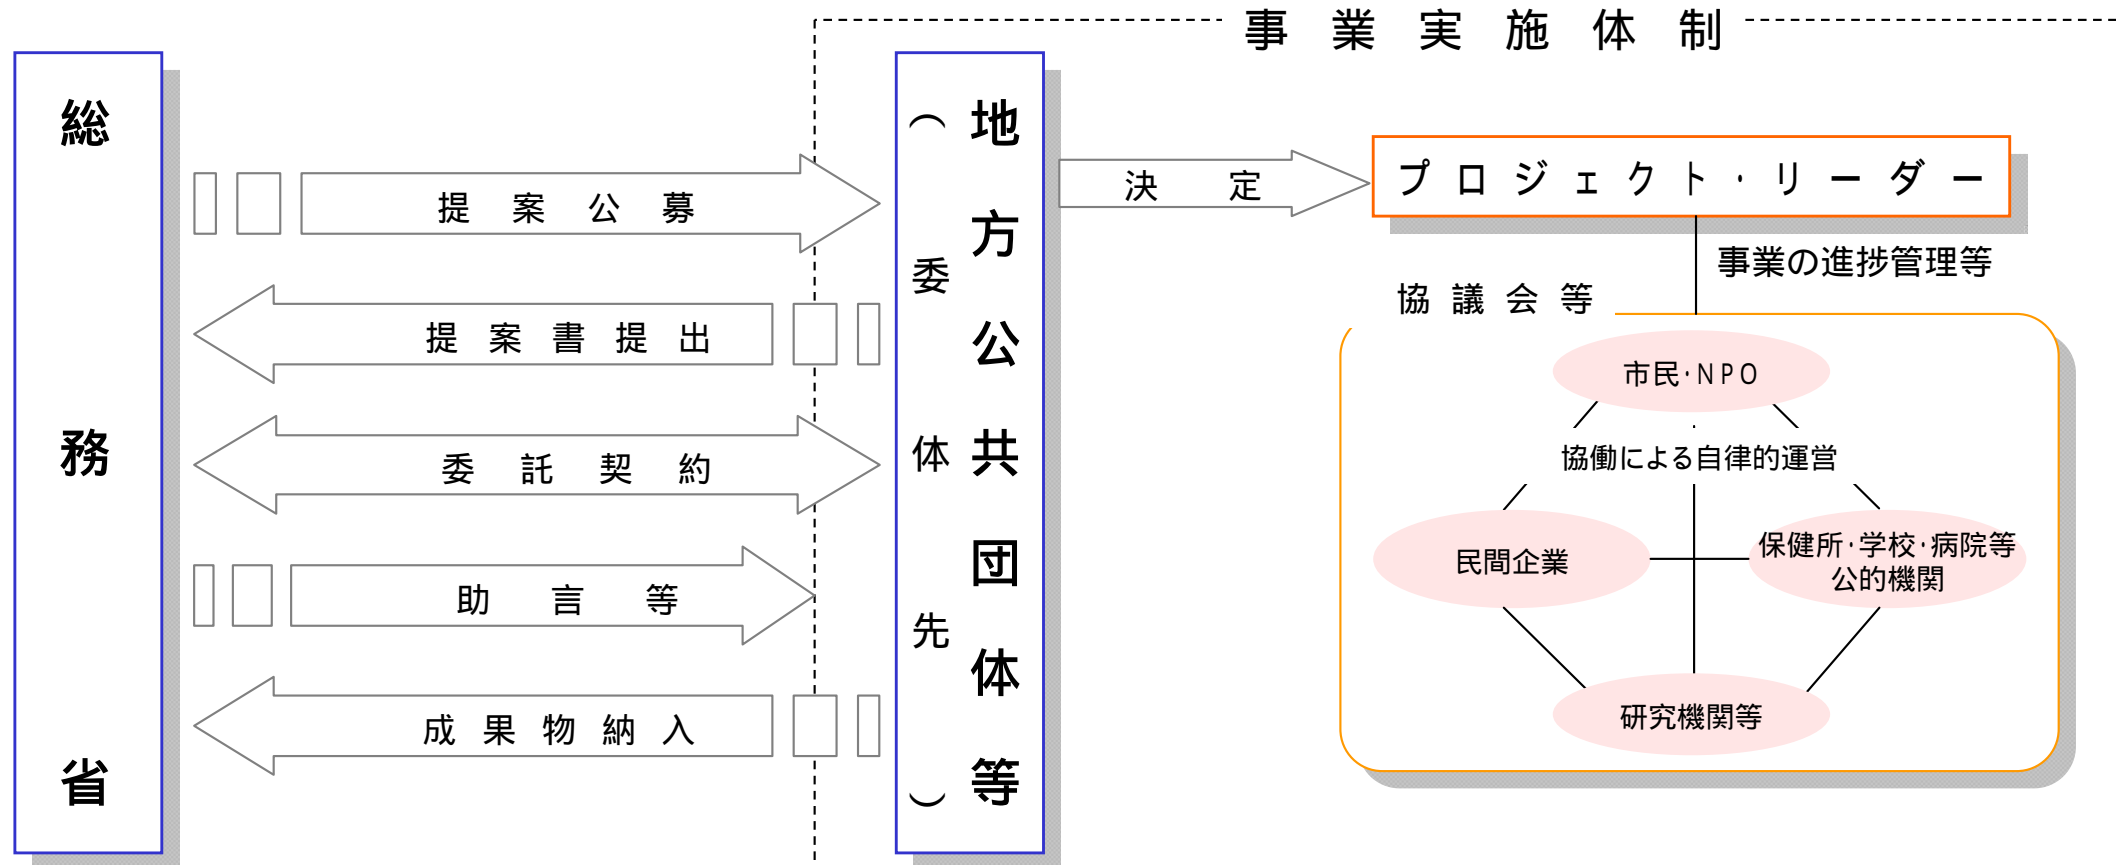 事業実施体制
総務省
提案公募
提案書提出
委託契約
助言等
成果物納入
地方公共団体等
（委体先）
決定
プロジェクト・リーダー
事業の進捗管理等
協議会等
市民・NPO
協働による自律的運営
民間企業
保健所・学校・病院等
公的機関
研究機関等